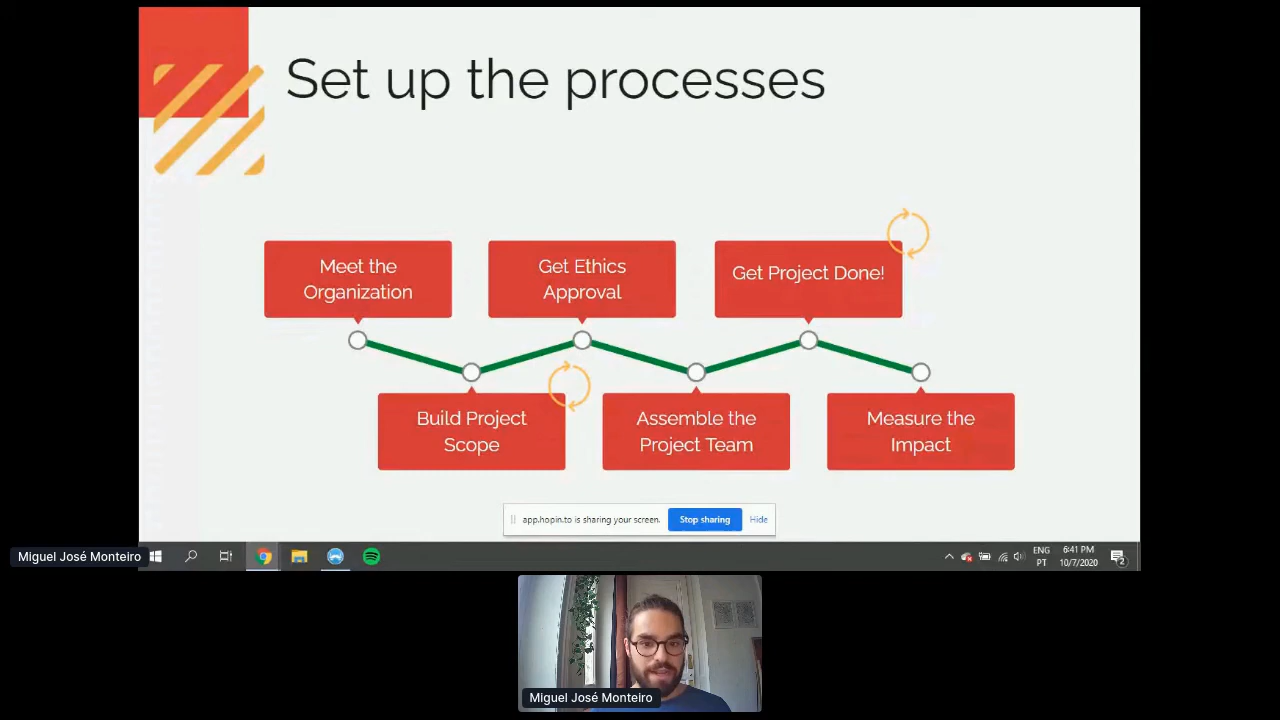 Set up the processes
Meet the
Organization
Get Ethics
Approval
Get Project Done!
Build Project
Scope
Assemble the
Project Team
Measure the
Impact
app.hopin.to is sharing your screen.
Stop sharing
Hide
Miguel José Monteiro
ENG
PT
6:41 PM
10/7/2020
2
Miguel José Monteiro